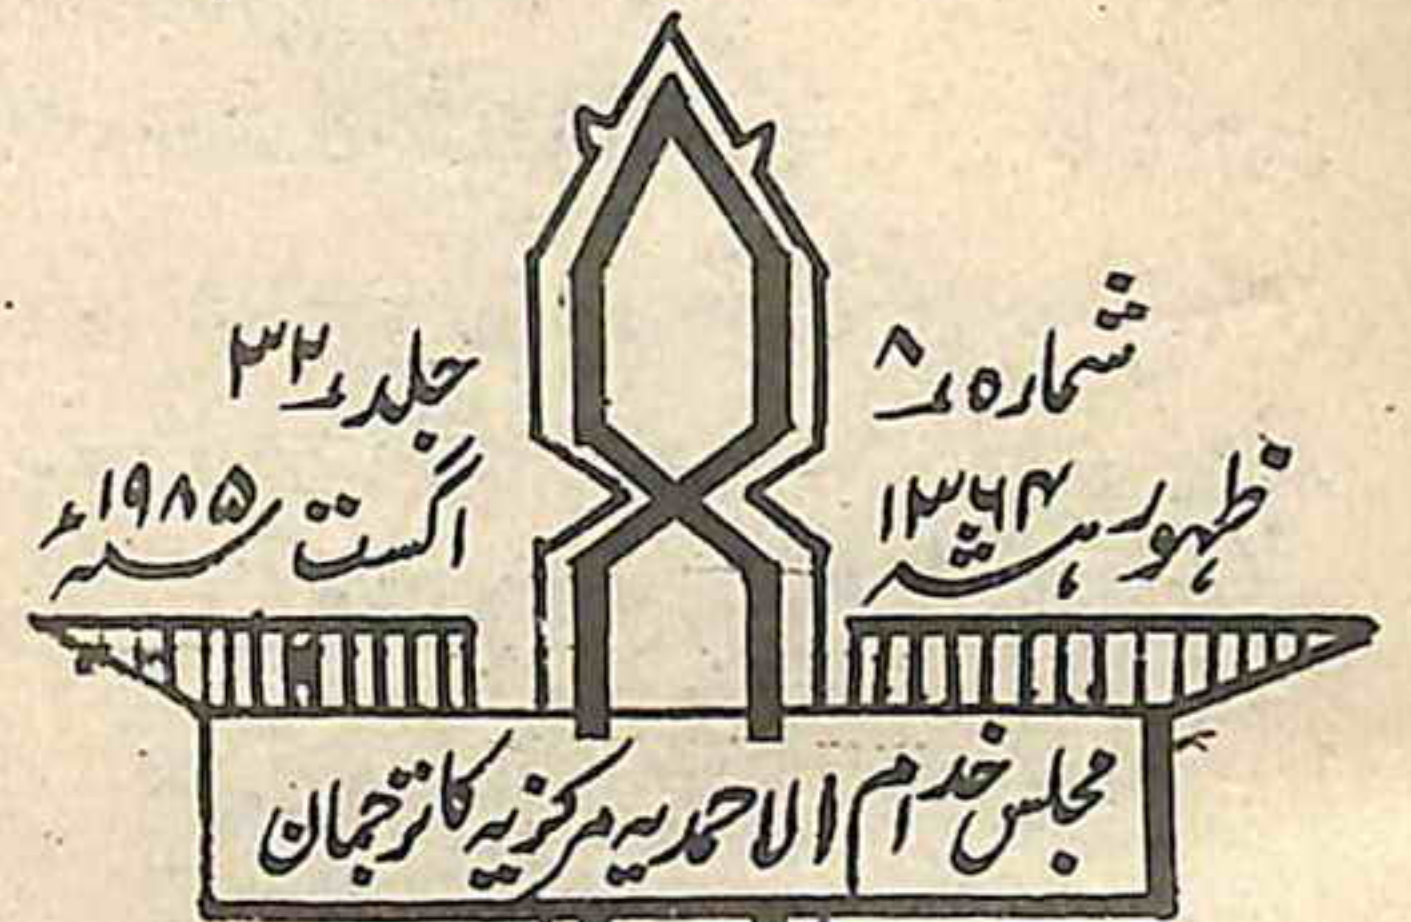 شمارہ ۸
جلد ۳۲
ظہور ۱۳۶۴ ہش
اگست ۱۹۸۵ء
مجلس خدام الاحمدیہ مرکزیہ کا ترجمان